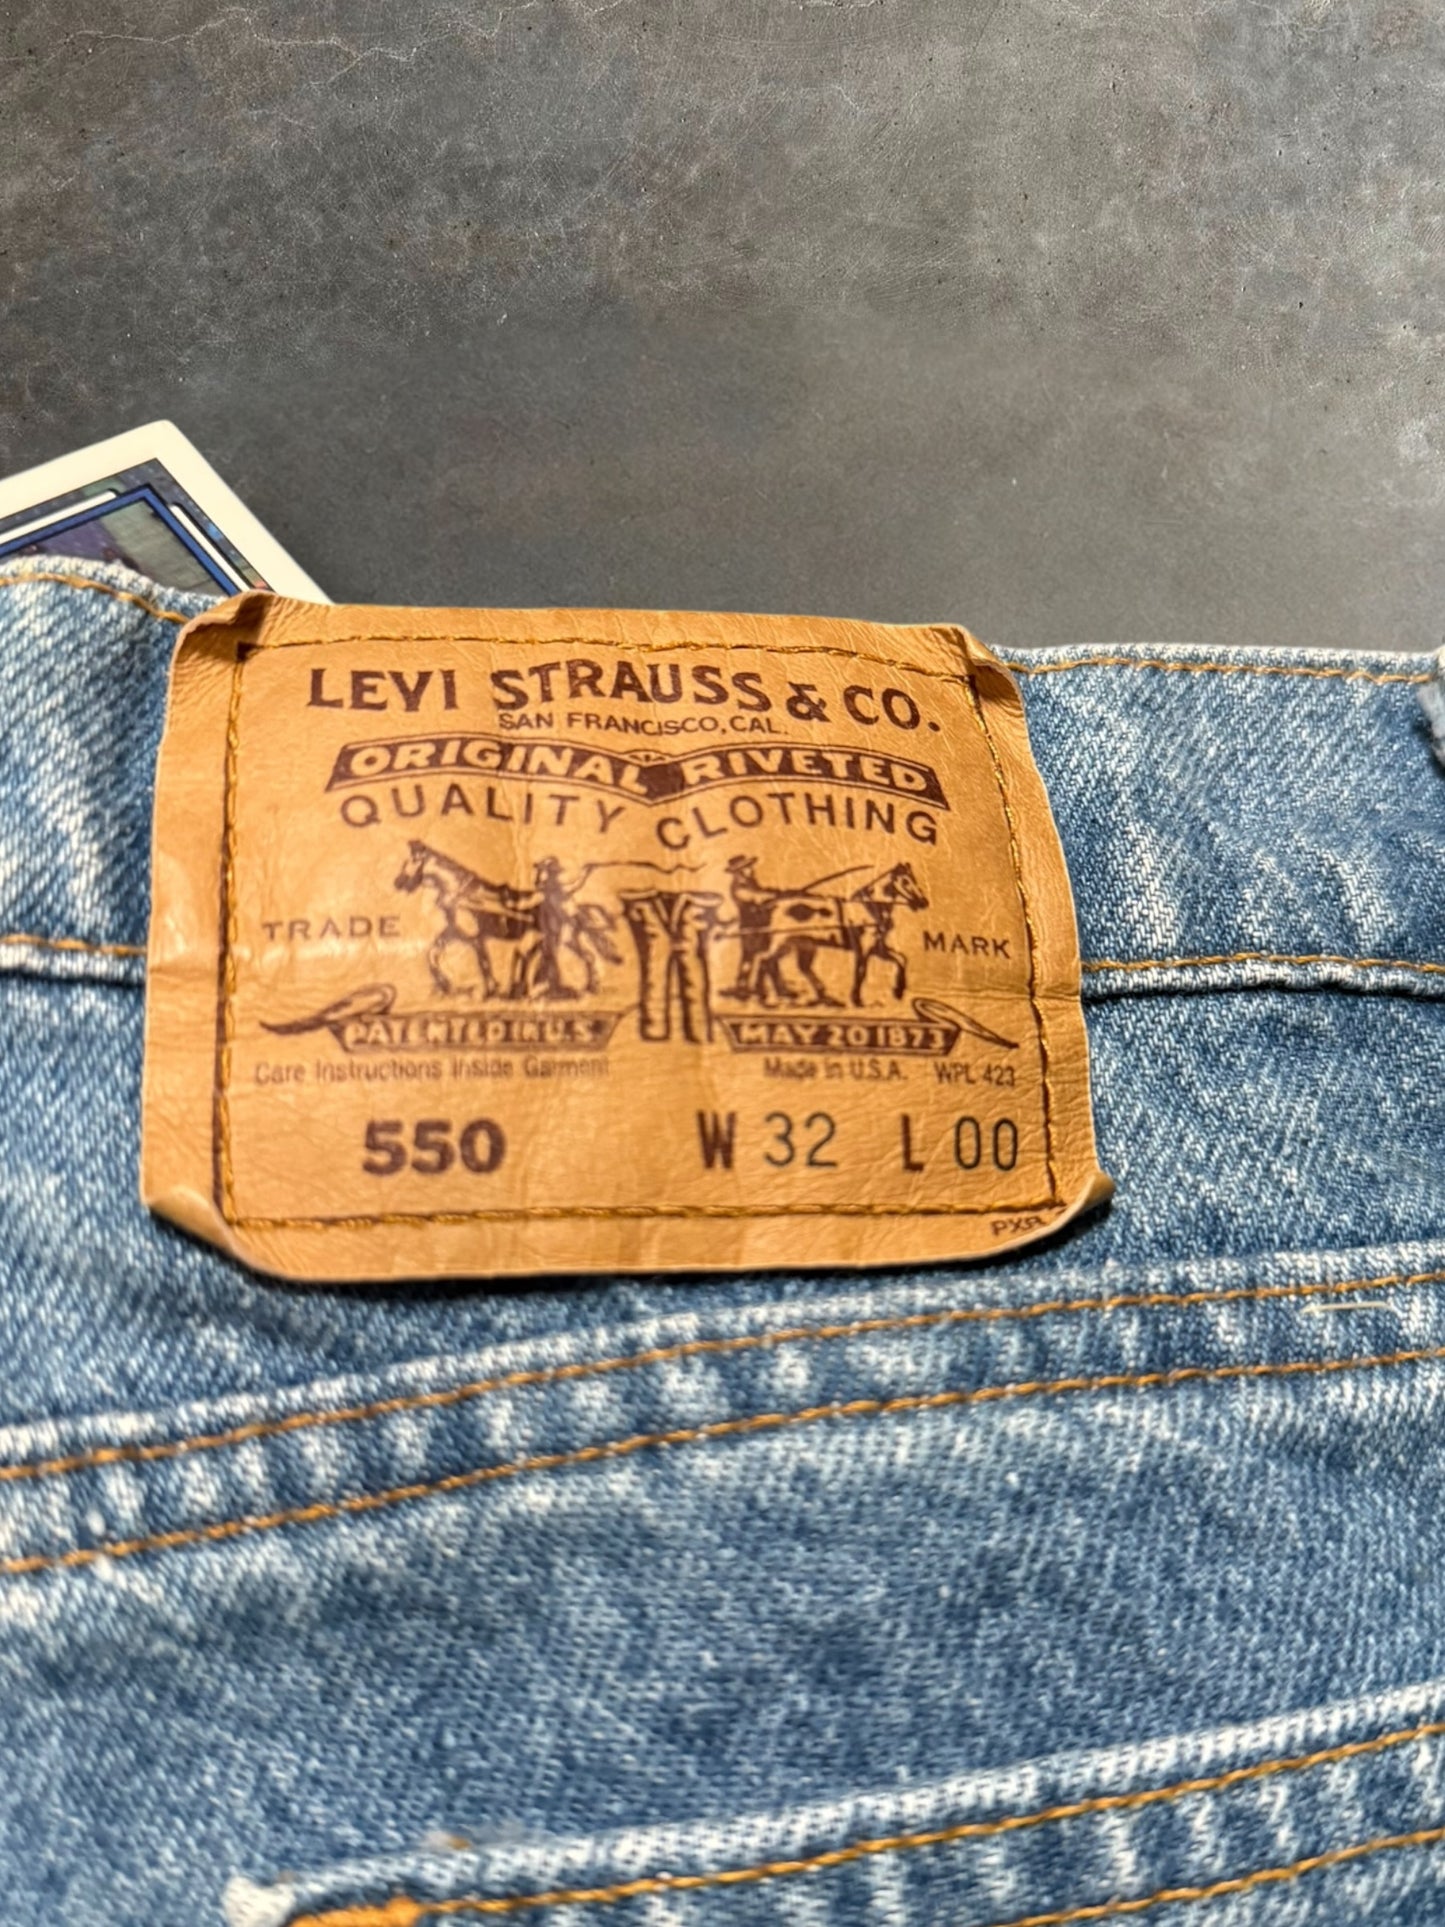 LEVI STRAUSS & CO.
SAN FRANCISCO, CAL.
ORIGINAL RIVETED
QUALITY CLOTHING
TRADE MARK
PATENTED IN U.S. MAY 20 1873
Care Instructions Inside Garment Made in U.S.A. WPL 423
550 W 32 L 00
PXR